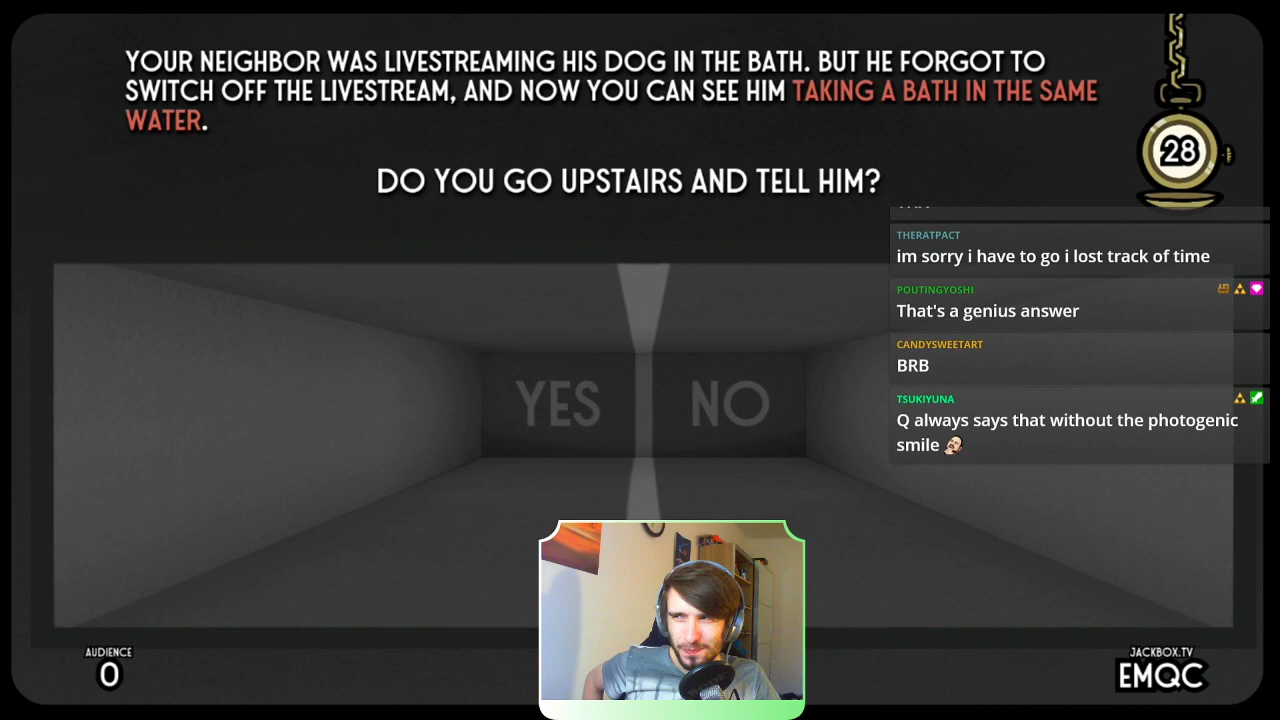 YOUR NEIGHBOR WAS LIVESTREAMING HIS DOG IN THE BATH. BUT HE FORGOT TO
SWITCH OFF THE LIVESTREAM, AND NOW YOU CAN SEE HIM TAKING A BATH IN THE SAME
WATER.
28
DO YOU GO UPSTAIRS AND TELL HIM?
THERATPACT
im sorry i have to go i lost track of time
POUTINGYOSHI
That's a genius answer
CANDYSWEETART
BRB
TSUKIYUNA
Q always says that without the photogenic
smile
YES NO
AUDIENCE
0
JACKBOX.TV
EMQC